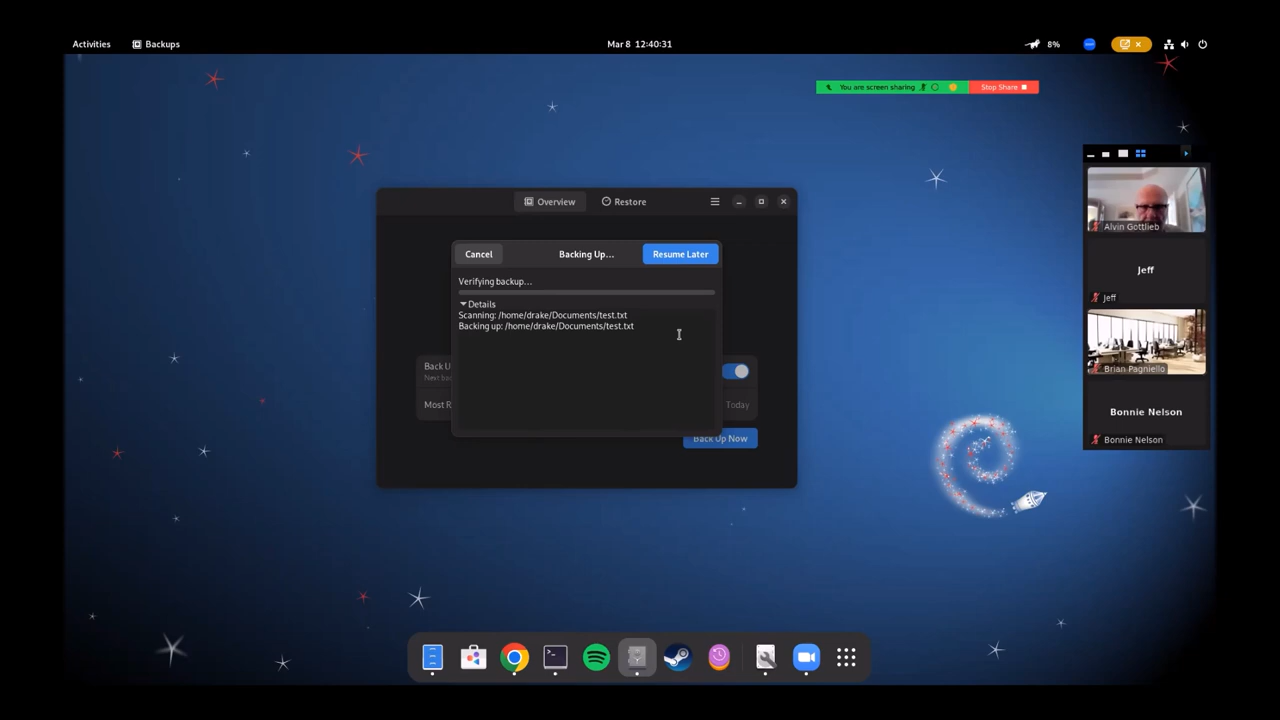 Activities
Backups
Mar 8 12:40:31
8%
You are screen sharing
Stop Share
Overview
Restore
Cancel
Backing Up...
Resume Later
Verifying backup...
Details
Scanning: /home/drake/Documents/test.txt
Backing up: /home/drake/Documents/test.txt
Back U
Next ba
Most R
Today
Back Up Now
Alvin Gottlieb
Jeff
Jeff
Brian Pagniello
Bonnie Nelson
Bonnie Nelson